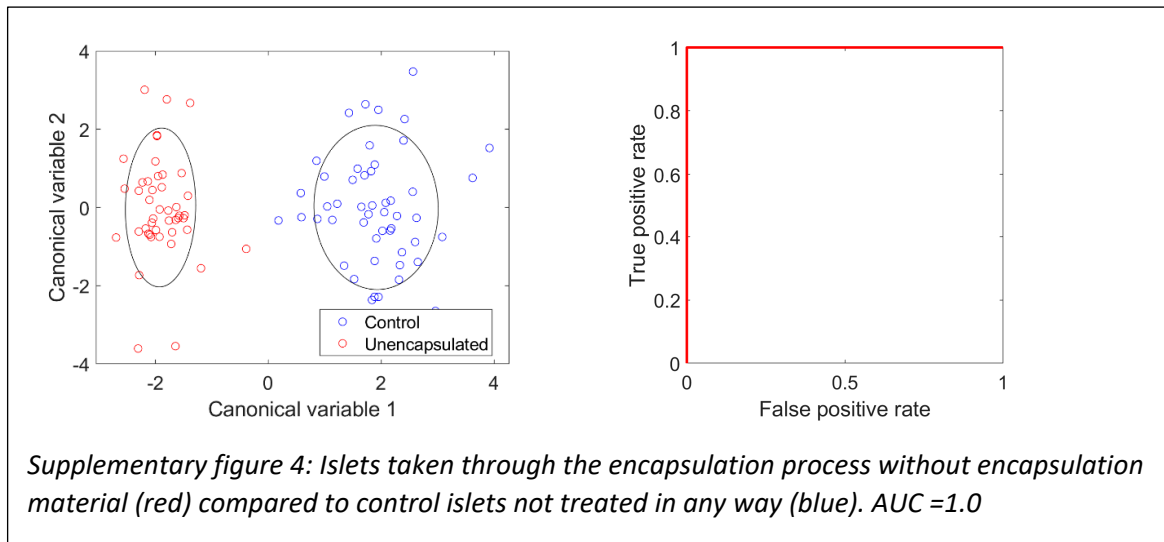 4
2
0
-2
-4
Canonical variable 2
-2
0
2
4
Canonical variable 1
Control
Unencapsulated
1
0.8
0.6
0.4
0.2
0
True positive rate
0
0.5
1
False positive rate
Supplementary figure 4: Islets taken through the encapsulation process without encapsulation
material (red) compared to control islets not treated in any way (blue). AUC =1.0